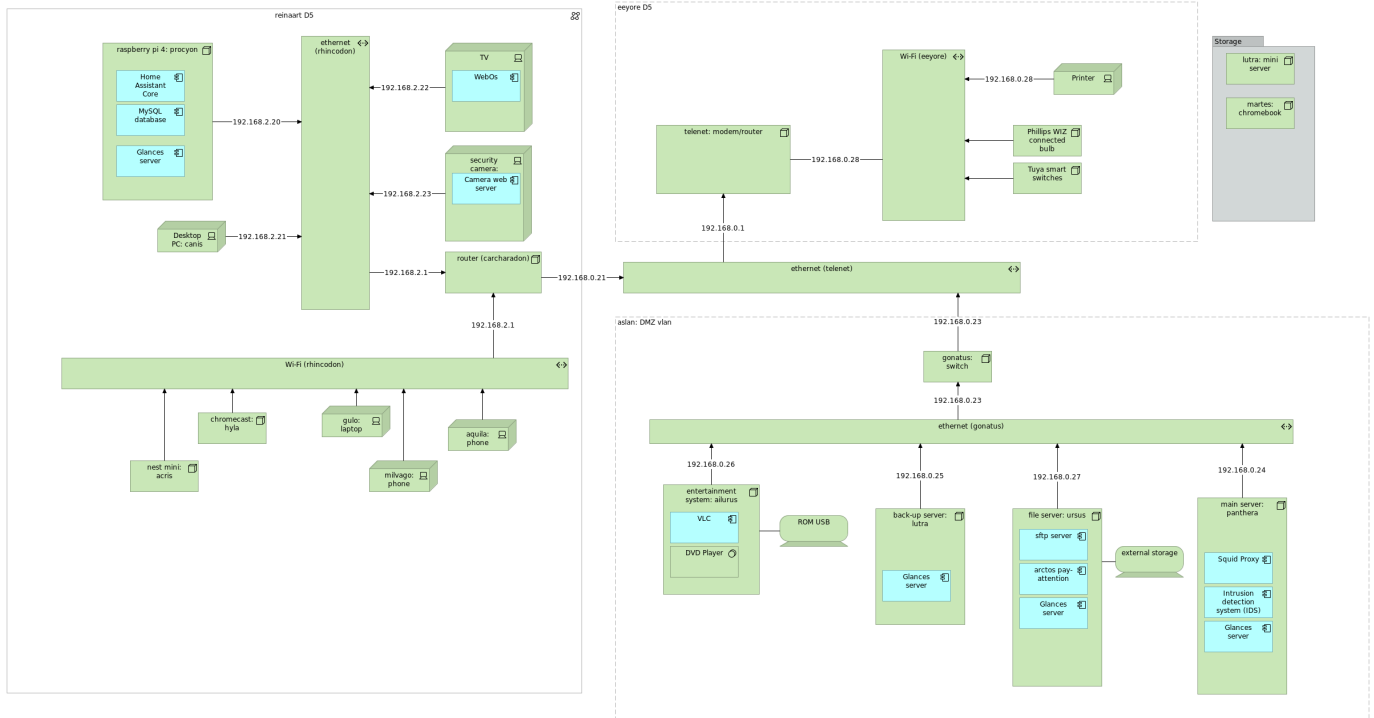 reinaart D5
raspberry pi 4: procyon
Home
Assistant
Core
MySQL
database
Glances
server
192.168.2.20
ethernet
(rhincodon)
192.168.2.22
TV
WebOs
192.168.2.23
security
camera:
Camera web
server
Desktop
PC: canis
192.168.2.21
192.168.2.1
router (carcharadon)
192.168.0.21
192.168.2.1
Wi-Fi (rhincodon)
chromecast:
hyla
gulo:
laptop
aquila:
phone
nest mini:
acris
milvago:
phone
eeyore D5
Wi-Fi (eeyore)
192.168.0.28
Printer
telenet: modem/router
192.168.0.28
Phillips WIZ
connected
bulb
Tuya smart
switches
192.168.0.1
ethernet (telenet)
Storage
lutra: mini
server
martes:
chromebook
aslan: DMZ vlan
192.168.0.23
gonatus:
switch
192.168.0.23
ethernet (gonatus)
192.168.0.26
192.168.0.25
192.168.0.27
192.168.0.24
entertainment
system: ailurus
VLC
DVD Player
ROM USB
back-up server:
lutra
Glances
server
file server: ursus
sftp server
arctos pay-
attention
Glances
server
external storage
main server:
panthera
Squid Proxy
Intrusion
detection
system (IDS)
Glances
server